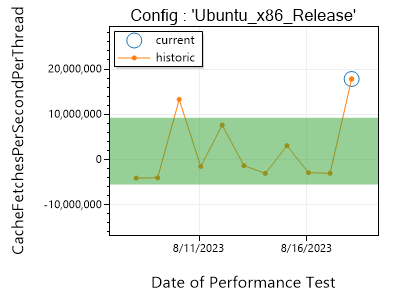 Config : 'Ubuntu_x86_Release'
current
historic
CacheFetchesPerSecondPerThread
20,000,000
10,000,000
0
-10,000,000
8/11/2023
8/16/2023
Date of Performance Test